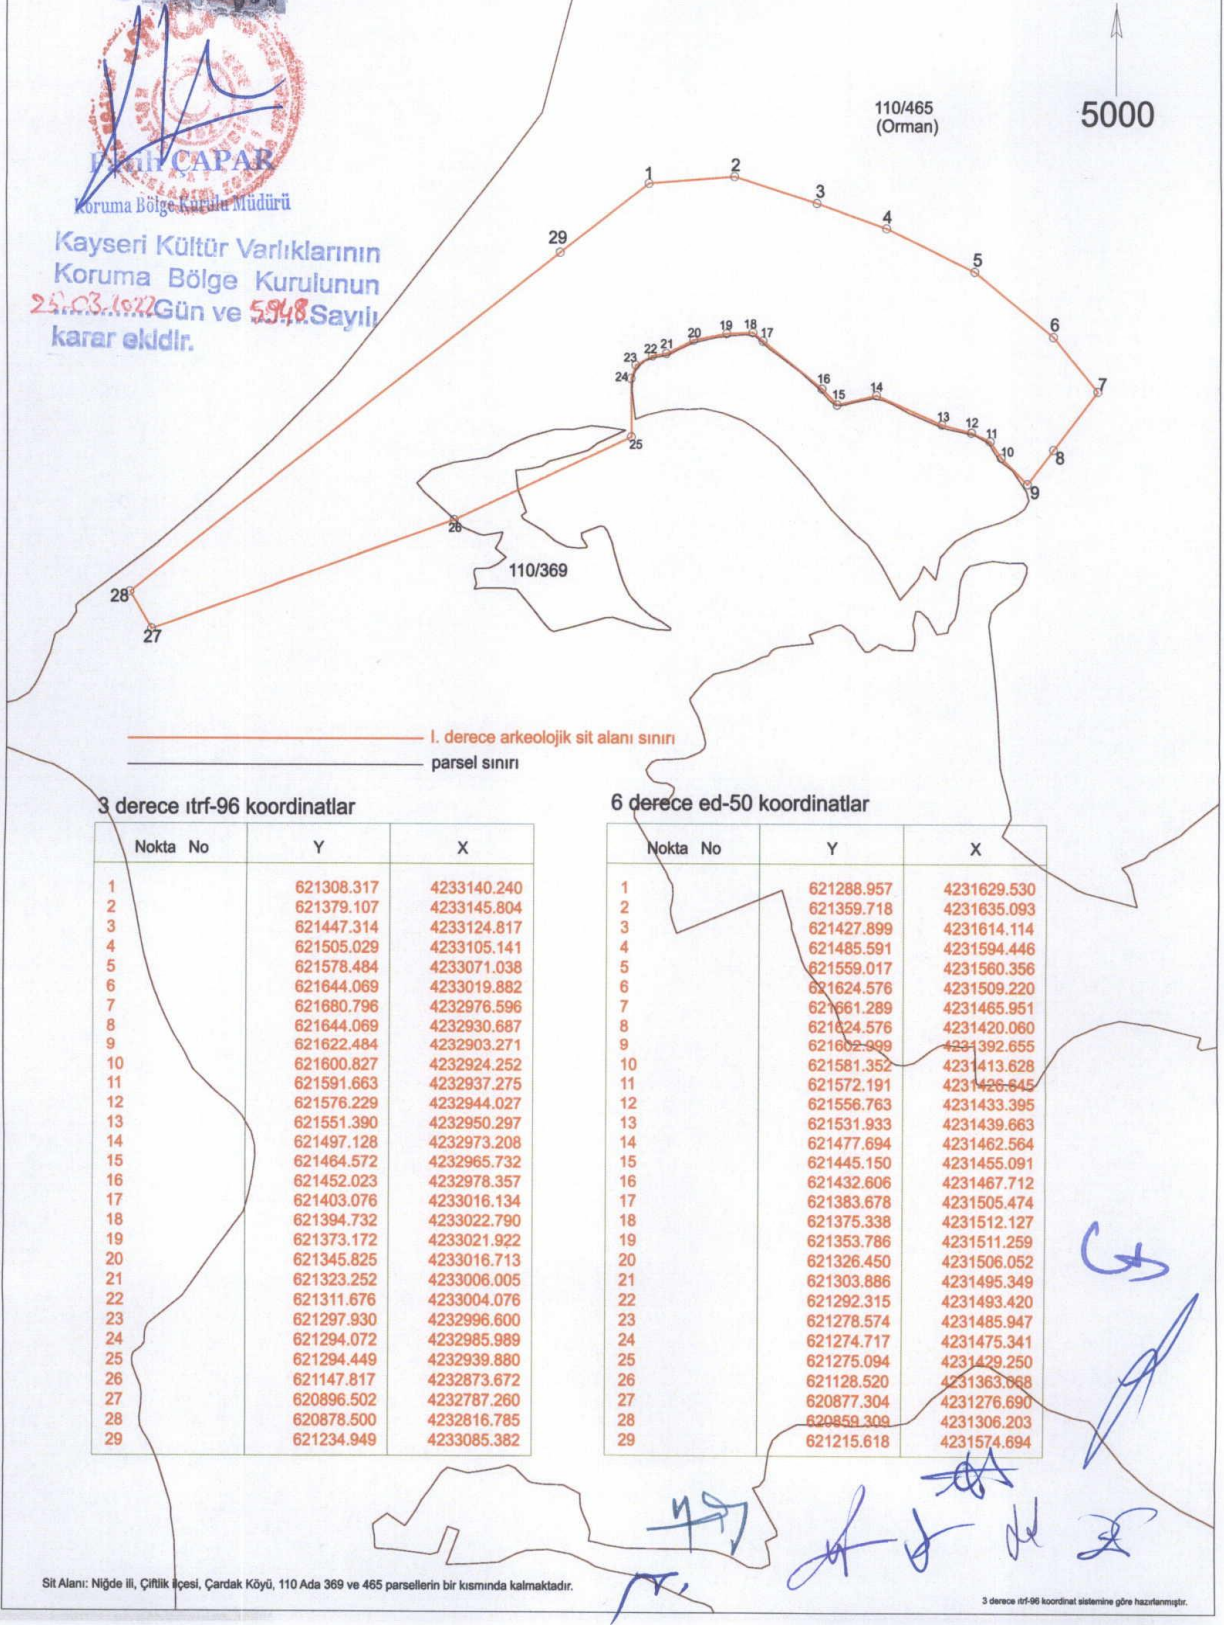 Fatih ÇAPAR
Koruma Bölge Kurulu Müdürü
Kayseri Kültür Varlıklarının
Koruma Bölge Kurulunun
25.03.2022 Gün ve 5948 Sayılı
karar ekidir.
110/465
(Orman)
5000
1
2
3
4
29
5
6
7
8
9
10
11
12
13
14
15
16
17
18
19
20
21
22
23
24
25
26
110/369
28
27
I. derece arkeolojik sit alanı sınırı
parsel sınırı
3 derece ıtrf-96 koordinatlar
Nokta No Y X
1 621308.317 4233140.240
2 621379.107 4233145.804
3 621447.314 4233124.817
4 621505.029 4233105.141
5 621578.484 4233071.038
6 621644.069 4233019.882
7 621680.796 4232976.596
8 621644.069 4232930.687
9 621622.484 4232903.271
10 621600.827 4232924.252
11 621591.663 4232937.275
12 621576.229 4232944.027
13 621551.390 4232950.297
14 621497.128 4232973.208
15 621464.572 4232965.732
16 621452.023 4232978.357
17 621403.076 4233016.134
18 621394.732 4233022.790
19 621373.172 4233021.922
20 621345.825 4233016.713
21 621323.252 4233006.005
22 621311.676 4233004.076
23 621297.930 4232996.600
24 621294.072 4232985.989
25 621294.449 4232939.880
26 621147.817 4232873.672
27 620896.502 4232787.260
28 620878.500 4232816.785
29 621234.949 4233085.382
6 derece ed-50 koordinatlar
Nokta No Y X
1 621288.957 4231629.530
2 621359.718 4231635.093
3 621427.899 4231614.114
4 621485.591 4231594.446
5 621559.017 4231560.356
6 621624.576 4231509.220
7 621661.289 4231465.951
8 621624.576 4231420.060
9 621602.999 4231392.655
10 621581.352 4231413.628
11 621572.191 4231426.645
12 621556.763 4231433.395
13 621531.933 4231439.663
14 621477.694 4231462.564
15 621445.150 4231455.091
16 621432.606 4231467.712
17 621383.678 4231505.474
18 621375.338 4231512.127
19 621353.786 4231511.259
20 621326.450 4231506.052
21 621303.886 4231495.349
22 621292.315 4231493.420
23 621278.574 4231485.947
24 621274.717 4231475.341
25 621275.094 4231429.250
26 621128.520 4231363.068
27 620877.304 4231276.690
28 620859.309 4231306.203
29 621215.618 4231574.694
Sit Alanı: Niğde ili, Çiftlik ilçesi, Çardak Köyü, 110 Ada 369 ve 465 parsellerin bir kısmında kalmaktadır.
3 derece ıtrf-96 koordinat sistemine göre hazırlanmıştır.